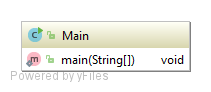 Main
main(String[]) void
Powered by yFiles